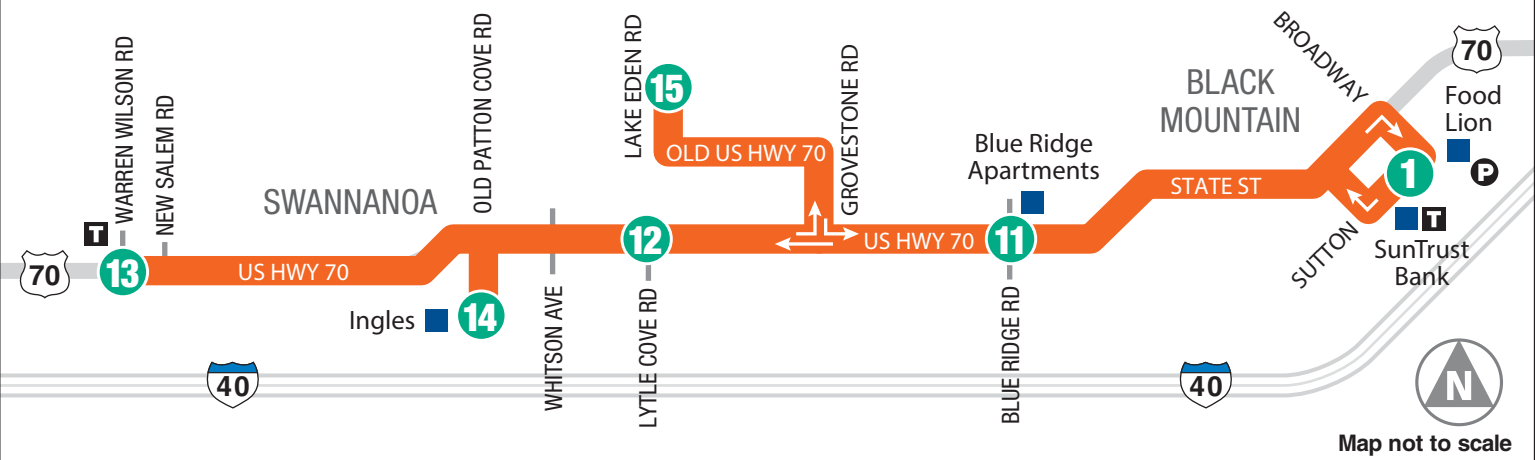 BROADWAY
70
Food
Lion
P
1
T
SunTrust
Bank
SUTTON
BLACK
MOUNTAIN
STATE ST
Blue Ridge
Apartments
11
BLUE RIDGE RD
US HWY 70
GROVESTONE RD
OLD US HWY 70
LAKE EDEN RD
15
12
LYTLE COVE RD
WHITSON AVE
OLD PATTON COVE RD
14
Ingles
SWANNANOA
US HWY 70
NEW SALEM RD
WARREN WILSON RD
T
13
70
40
40
N
Map not to scale